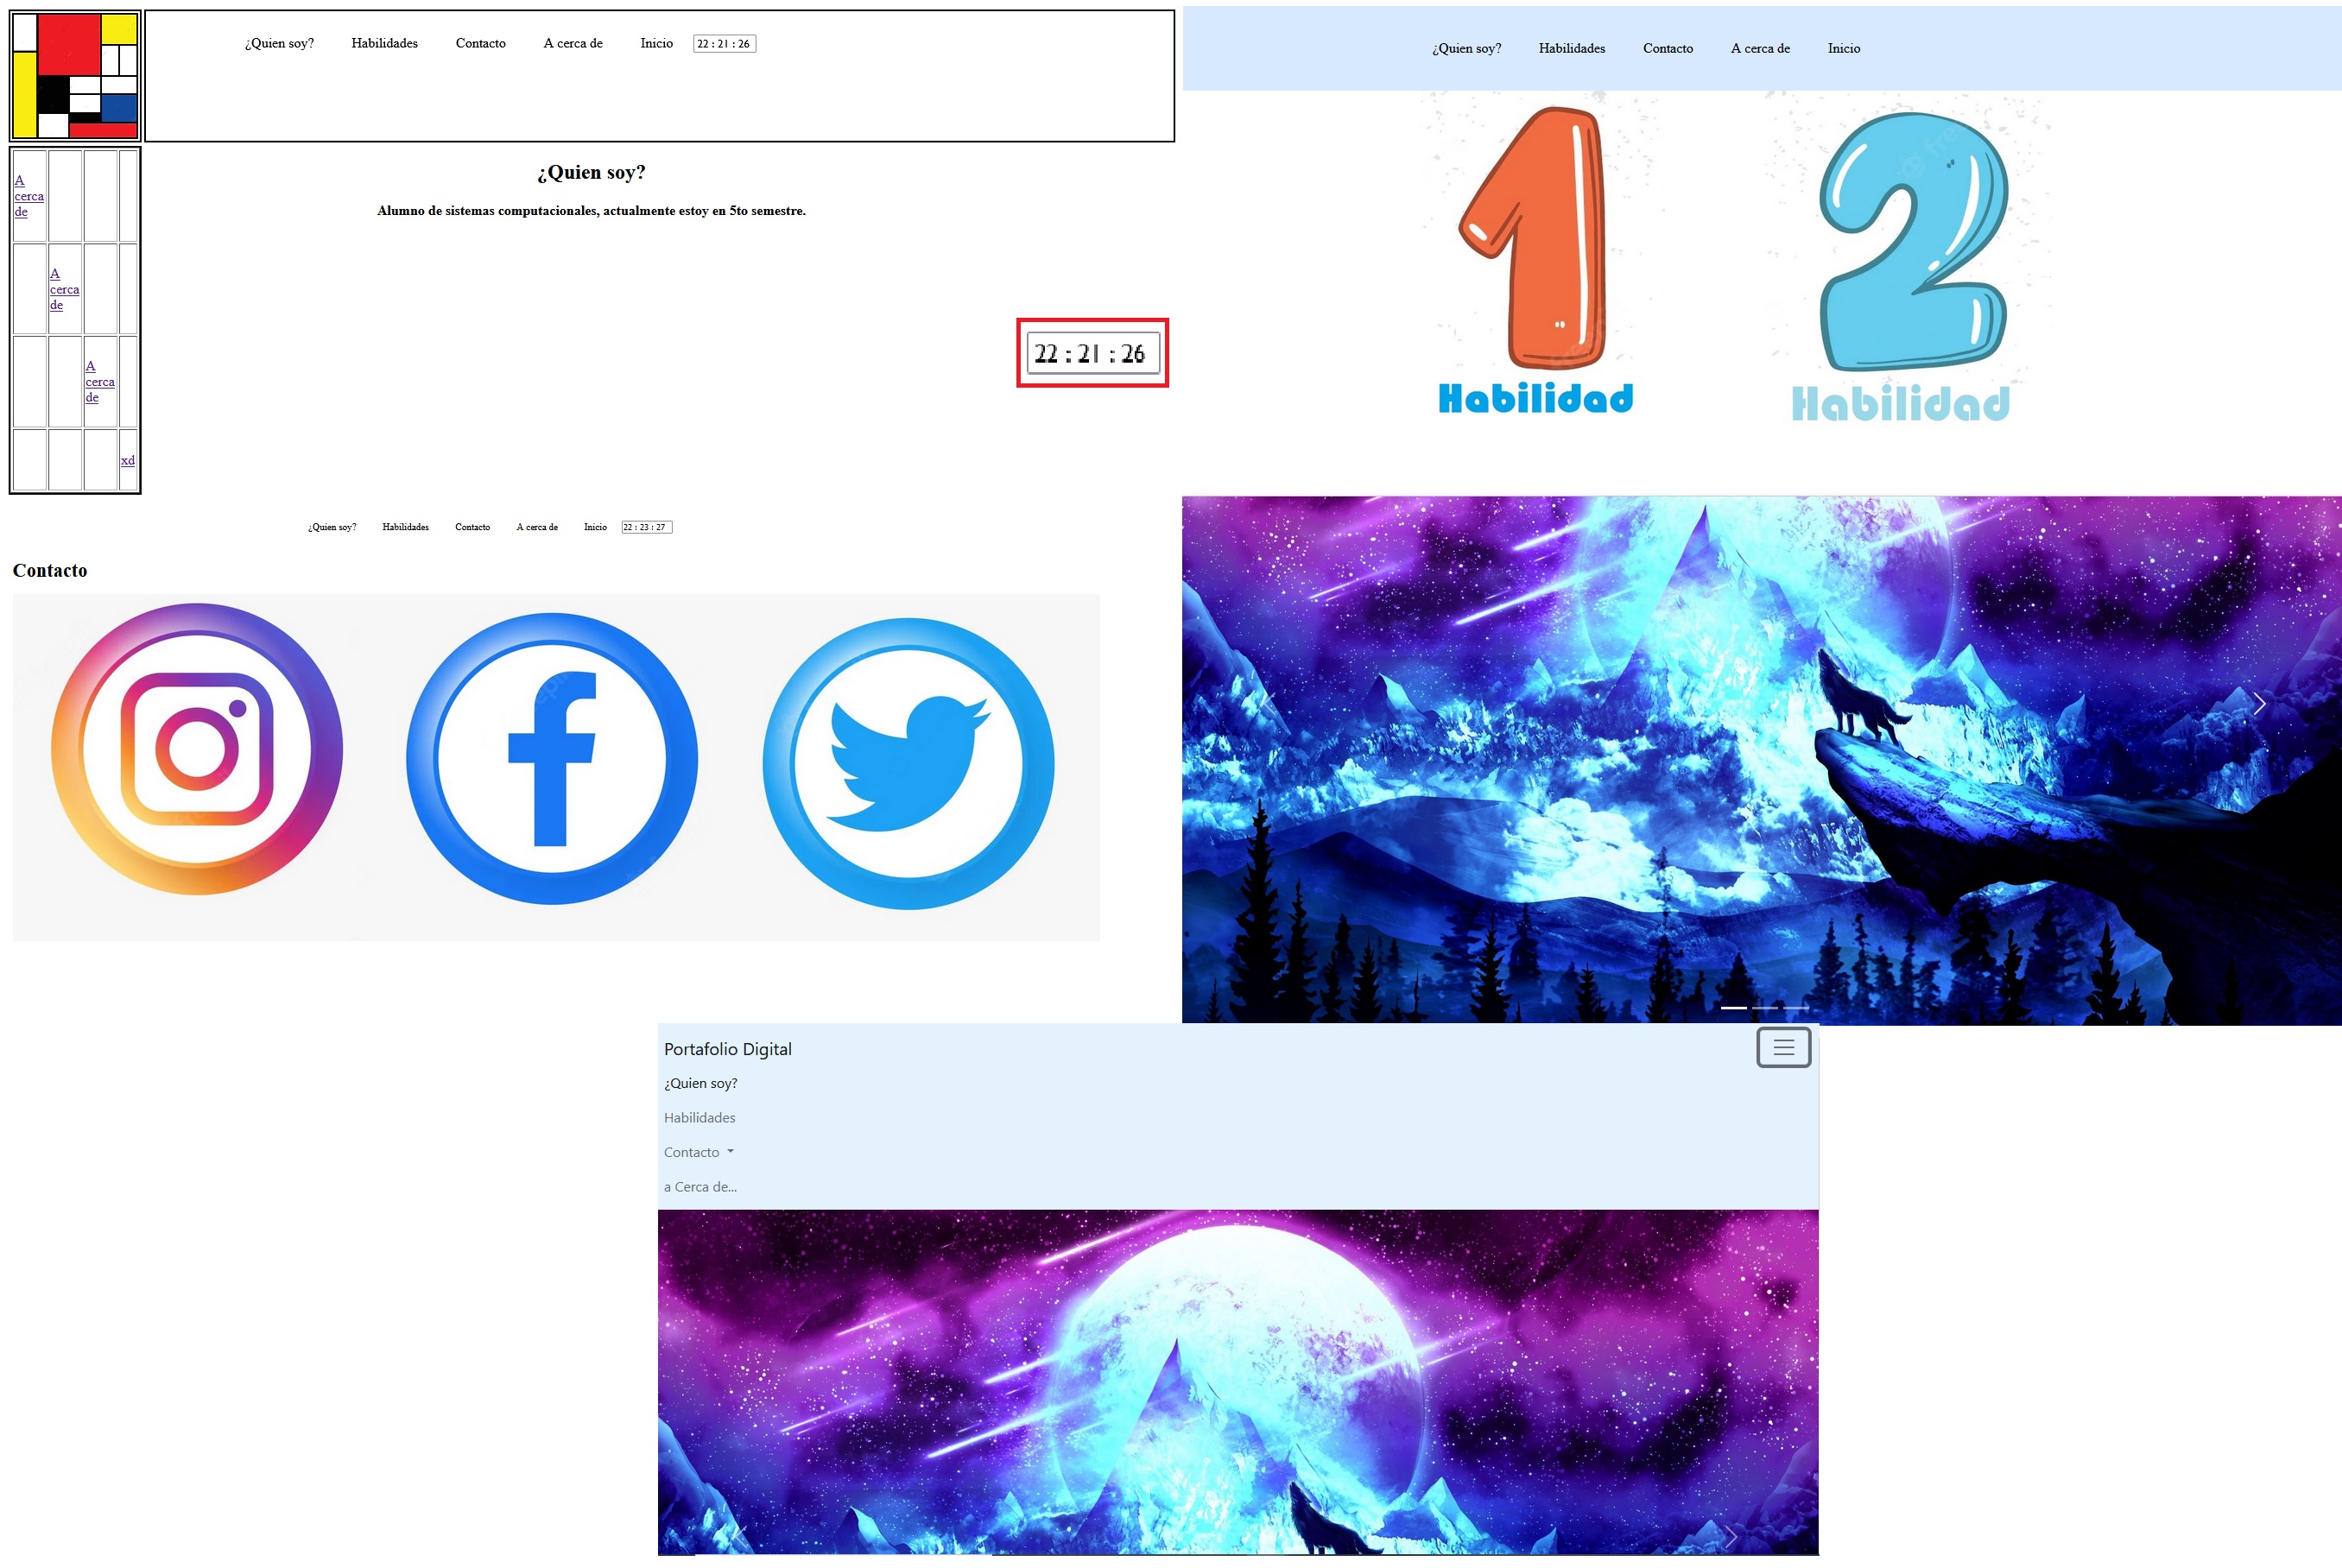 ¿Quien soy? Habilidades Contacto A cerca de Inicio 22 : 21 : 26
¿Quien soy?
Alumno de sistemas computacionales, actualmente estoy en 5to semestre.
A
cerca
de
A
cerca
de
A
cerca
de
xd
22 : 21 : 26
¿Quien soy? Habilidades Contacto A cerca de Inicio
1 2
Habilidad Habilidad
¿Quien soy? Habilidades Contacto A cerca de Inicio 22 : 23 : 27
Contacto
Portafolio Digital
¿Quien soy?
Habilidades
Contacto
a Cerca de...